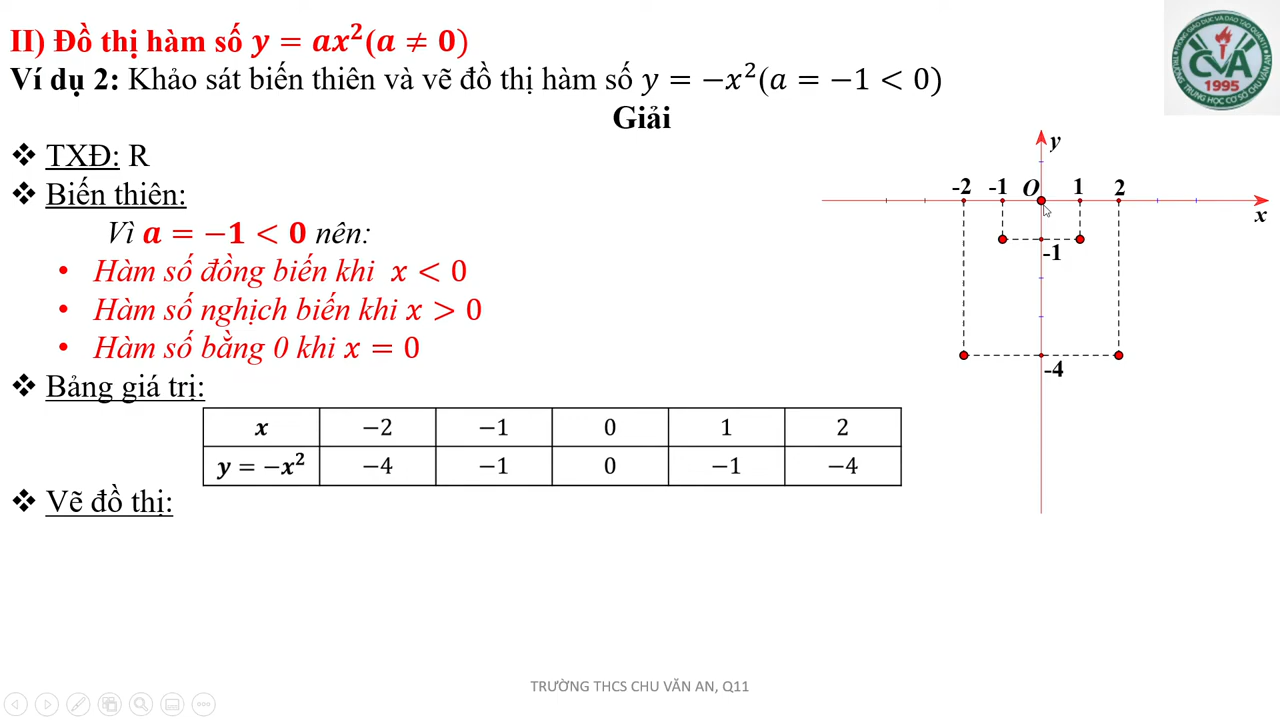 II) Đồ thị hàm số y = ax²(a ≠ 0)
Ví dụ 2: Khảo sát biến thiên và vẽ đồ thị hàm số y = −x²(a = −1 < 0)
Giải
❖ TXĐ: R
❖ Biến thiên:
Vì a = −1 < 0 nên:
• Hàm số đồng biến khi x < 0
• Hàm số nghịch biến khi x > 0
• Hàm số bằng 0 khi x = 0
❖ Bảng giá trị:
x −2 −1 0 1 2
y = −x² −4 −1 0 −1 −4
❖ Vẽ đồ thị:
y
-2 -1 O 1 2
x
-1
-4
CVA
1995
TRƯỜNG THCS CHU VĂN AN, Q11